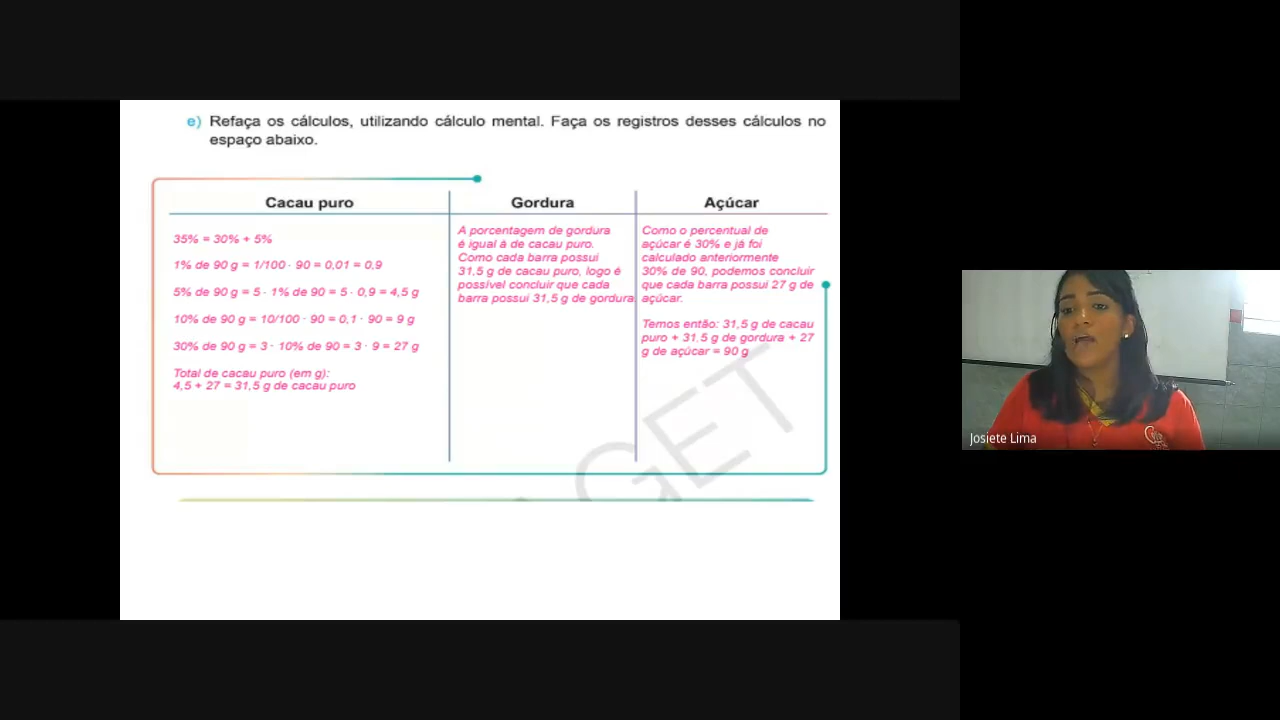 e) Refaça os cálculos, utilizando cálculo mental. Faça os registros desses cálculos no
espaço abaixo.
Cacau puro
35% = 30% + 5%
1% de 90 g = 1/100 · 90 = 0,01 = 0,9
5% de 90 g = 5 · 1% de 90 = 5 · 0,9 = 4,5 g
10% de 90 g = 10/100 · 90 = 0,1 · 90 = 9 g
30% de 90 g = 3 · 10% de 90 = 3 · 9 = 27 g
Total de cacau puro (em g):
4,5 + 27 = 31,5 g de cacau puro
Gordura
A porcentagem de gordura
é igual à de cacau puro.
Como cada barra possui
31,5 g de cacau puro, logo é
possível concluir que cada
barra possui 31,5 g de gordura
Açúcar
Como o percentual de
açúcar é 30% e já foi
calculado anteriormente
30% de 90, podemos concluir
que cada barra possui 27 g de
açúcar.
Temos então: 31,5 g de cacau
puro + 31,5 g de gordura + 27
g de açúcar = 90 g
Josiete Lima